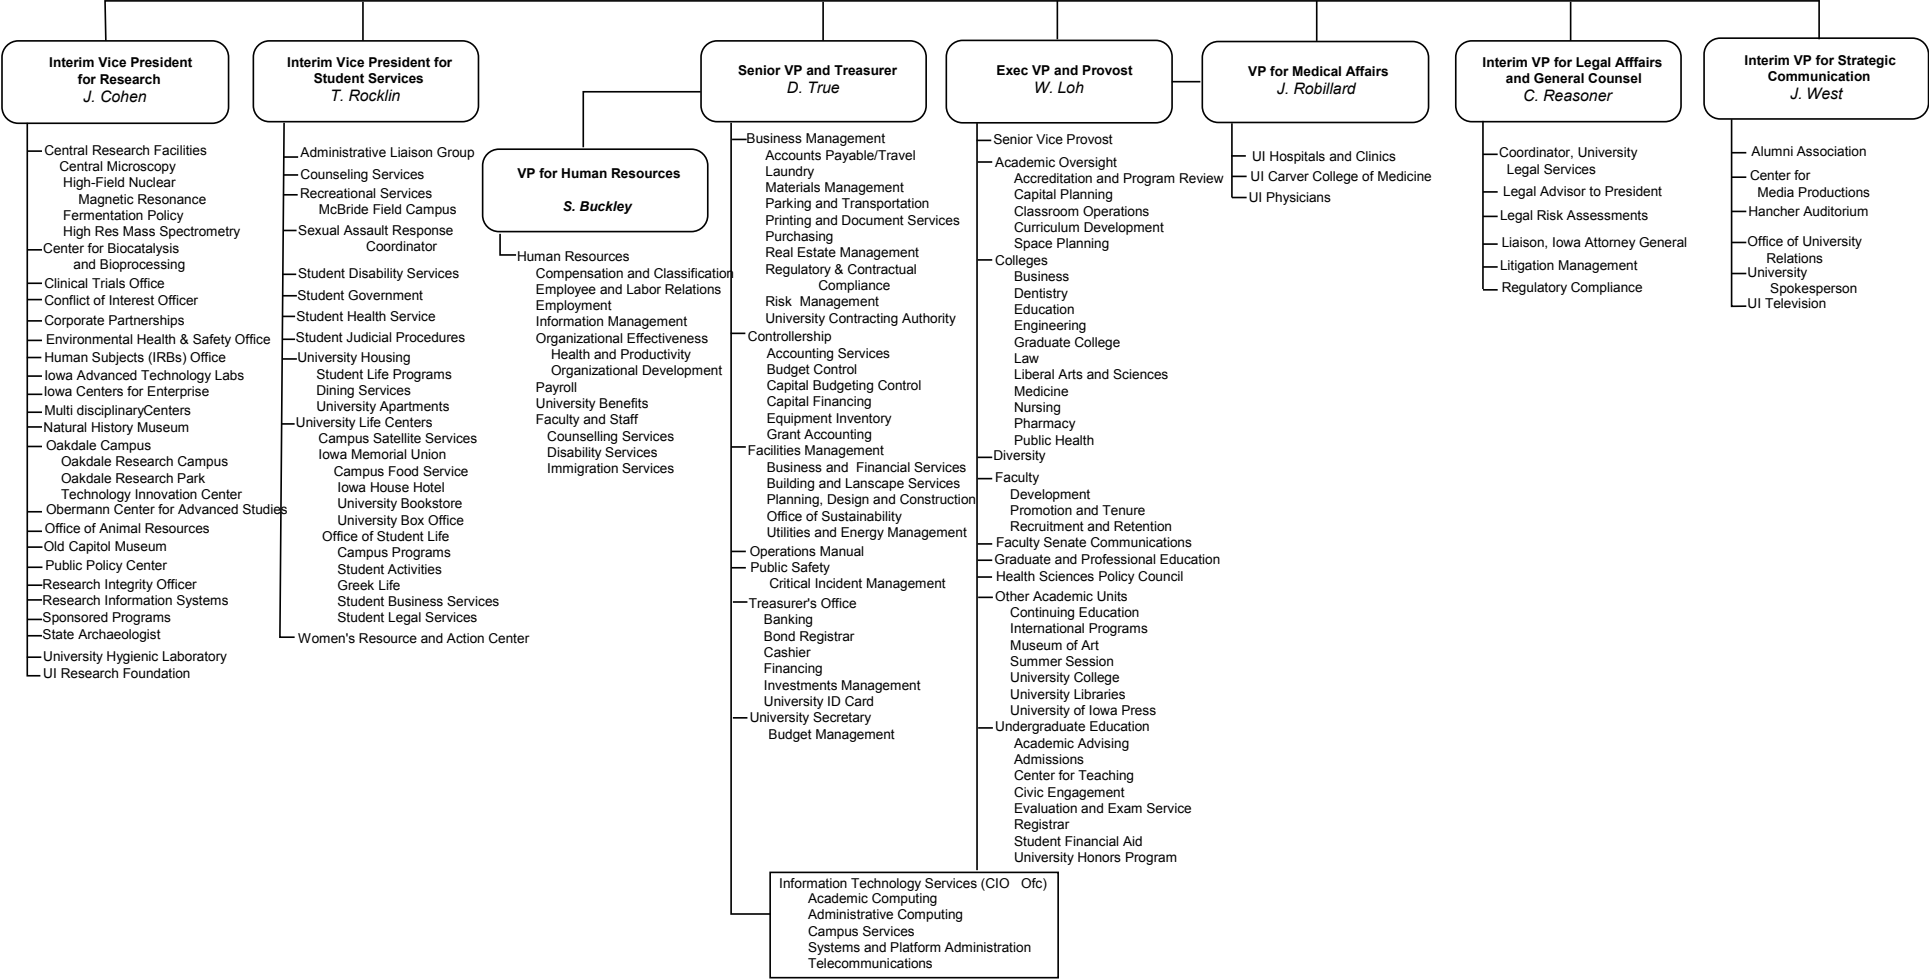 Interim Vice President
for Research
J. Cohen
Central Research Facilities
Central Microscopy
High-Field Nuclear
Magnetic Resonance
Fermentation Policy
High Res Mass Spectrometry
Center for Biocatalysis
and Bioprocessing
Clinical Trials Office
Conflict of Interest Officer
Corporate Partnerships
Environmental Health & Safety Office
Human Subjects (IRBs) Office
Iowa Advanced Technology Labs
Iowa Centers for Enterprise
Multi disciplinaryCenters
Natural History Museum
Oakdale Campus
Oakdale Research Campus
Oakdale Research Park
Technology Innovation Center
Obermann Center for Advanced Studies
Office of Animal Resources
Old Capitol Museum
Public Policy Center
Research Integrity Officer
Research Information Systems
Sponsored Programs
State Archaeologist
University Hygienic Laboratory
UI Research Foundation
Interim Vice President for
Student Services
T. Rocklin
Administrative Liaison Group
Counseling Services
Recreational Services
McBride Field Campus
Sexual Assault Response
Coordinator
Student Disability Services
Student Government
Student Health Service
Student Judicial Procedures
University Housing
Student Life Programs
Dining Services
University Apartments
University Life Centers
Campus Satellite Services
Iowa Memorial Union
Campus Food Service
Iowa House Hotel
University Bookstore
University Box Office
Office of Student Life
Campus Programs
Student Activities
Greek Life
Student Business Services
Student Legal Services
Women's Resource and Action Center
VP for Human Resources
S. Buckley
Human Resources
Compensation and Classification
Employee and Labor Relations
Employment
Information Management
Organizational Effectiveness
Health and Productivity
Organizational Development
Payroll
University Benefits
Faculty and Staff
Counselling Services
Disability Services
Immigration Services
Senior VP and Treasurer
D. True
Business Management
Accounts Payable/Travel
Laundry
Materials Management
Parking and Transportation
Printing and Document Services
Purchasing
Real Estate Management
Regulatory & Contractual
Compliance
Risk Management
University Contracting Authority
Controllership
Accounting Services
Budget Control
Capital Budgeting Control
Capital Financing
Equipment Inventory
Grant Accounting
Facilities Management
Business and Financial Services
Building and Lanscape Services
Planning, Design and Construction
Office of Sustainability
Utilities and Energy Management
Operations Manual
Public Safety
Critical Incident Management
Treasurer's Office
Banking
Bond Registrar
Cashier
Financing
Investments Management
University ID Card
University Secretary
Budget Management
Exec VP and Provost
W. Loh
Senior Vice Provost
Academic Oversight
Accreditation and Program Review
Capital Planning
Classroom Operations
Curriculum Development
Space Planning
Colleges
Business
Dentistry
Education
Engineering
Graduate College
Law
Liberal Arts and Sciences
Medicine
Nursing
Pharmacy
Public Health
Diversity
Faculty
Development
Promotion and Tenure
Recruitment and Retention
Faculty Senate Communications
Graduate and Professional Education
Health Sciences Policy Council
Other Academic Units
Continuing Education
International Programs
Museum of Art
Summer Session
University College
University Libraries
University of Iowa Press
Undergraduate Education
Academic Advising
Admissions
Center for Teaching
Civic Engagement
Evaluation and Exam Service
Registrar
Student Financial Aid
University Honors Program
Information Technology Services (CIO Ofc)
Academic Computing
Administrative Computing
Campus Services
Systems and Platform Administration
Telecommunications
VP for Medical Affairs
J. Robillard
UI Hospitals and Clinics
UI Carver College of Medicine
UI Physicians
Interim VP for Legal Afffairs
and General Counsel
C. Reasoner
Coordinator, University
Legal Services
Legal Advisor to President
Legal Risk Assessments
Liaison, Iowa Attorney General
Litigation Management
Regulatory Compliance
Interim VP for Strategic
Communication
J. West
Alumni Association
Center for
Media Productions
Hancher Auditorium
Office of University
Relations
University
Spokesperson
UI Television